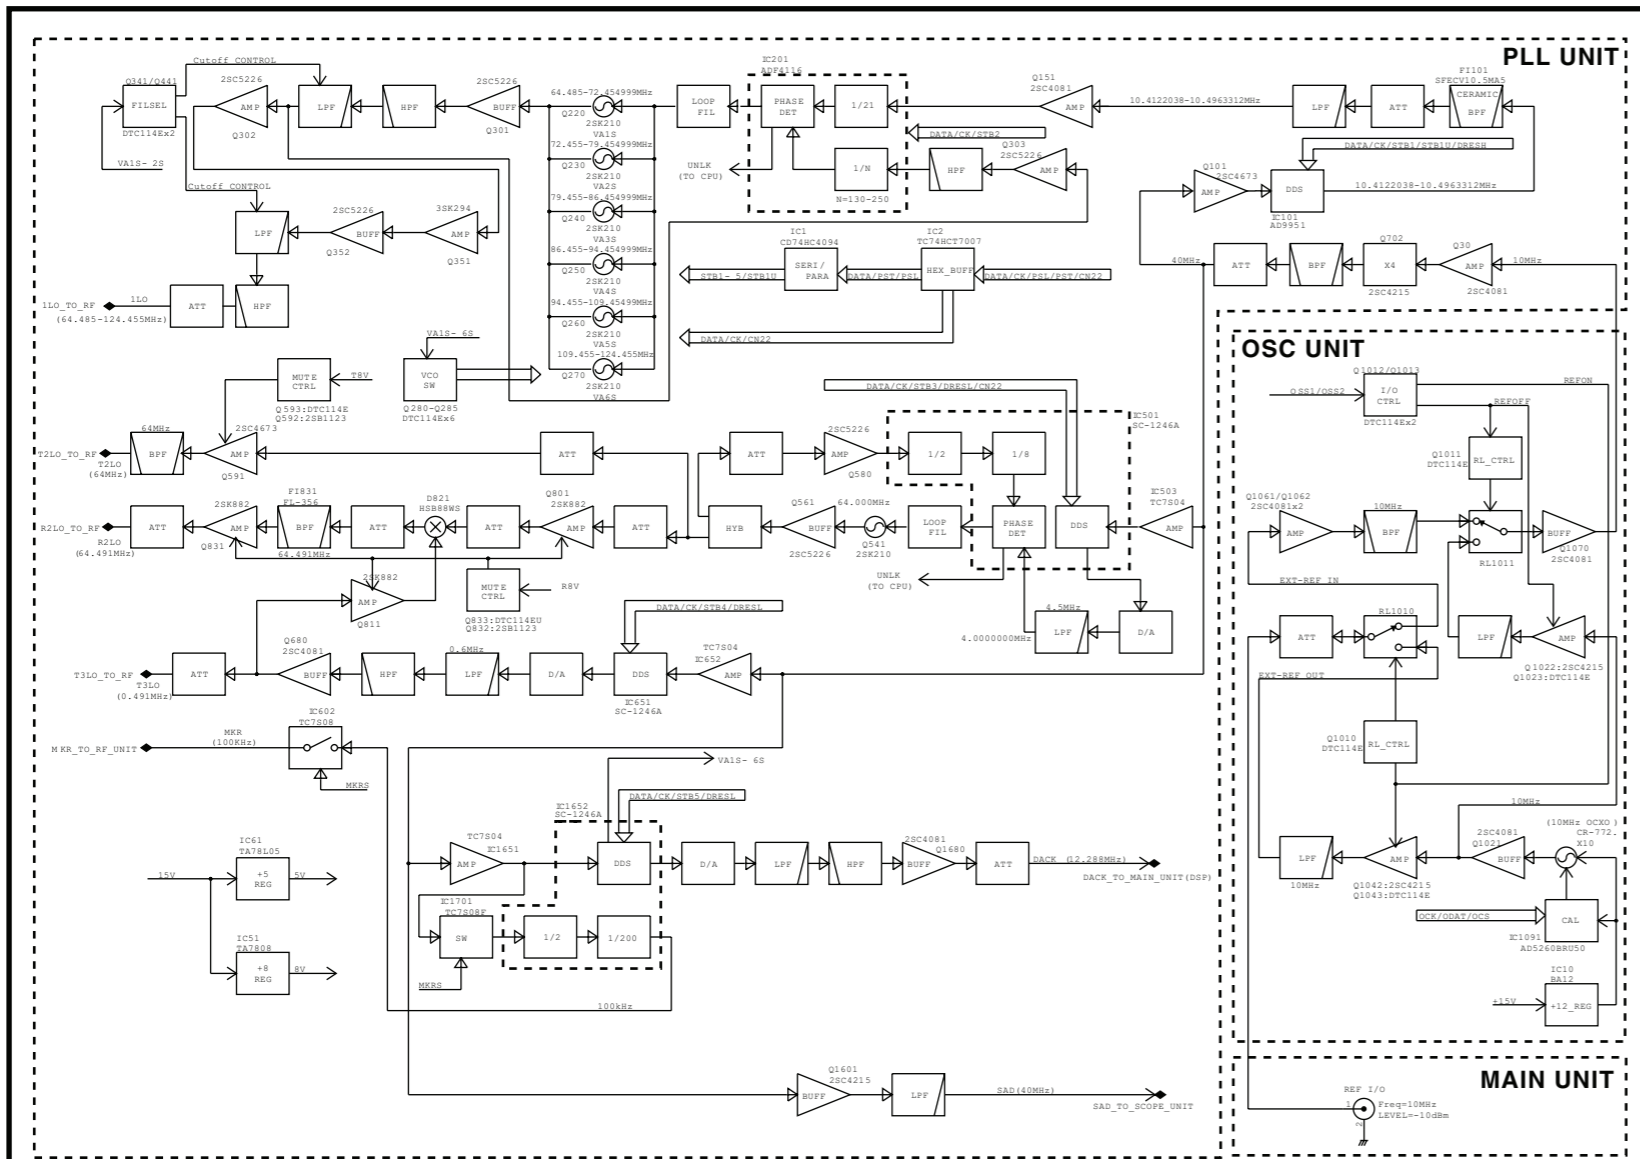 PLL UNIT
Q341/Q441
FILSEL
DTC114Ex2
VA1S- 2S
Cutoff CONTROL
2SC5226
AMP
Q302
LPF
HPF
2SC5226
BUFF
Q301
64.485-72.454999MHz
Q220
2SK210
VA1S
72.455-79.454999MHz
Q230
2SK210
VA2S
79.455-86.454999MHz
Q240
2SK210
VA3S
86.455-94.454999MHz
Q250
2SK210
VA4S
94.455-109.45499MHz
Q260
2SK210
VA5S
109.455-124.455MHz
Q270
2SK210
VA6S
LOOP
FIL
IC201
ADF4116
PHASE
DET
1/21
1/N
N=130-250
UNLK
(TO CPU)
Q151
2SC4081
AMP
DATA/CK/STB2
Q303
2SC5226
HPF
AMP
10.4122038-10.4963312MHz
LPF
ATT
FI101
SFECV10.5MA5
CERAMIC
BPF
DATA/CK/STB1/STB1U/DRESH
Q101
2SC4673
AMP
DDS
IC101
AD9951
10.4122038-10.4963312MHz
40MHz
ATT
BPF
Q702
X4
2SC4215
Q30
AMP
2SC4081
10MHz
Cutoff CONTROL
LPF
2SC5226
BUFF
Q352
3SK294
AMP
Q351
1LO_TO_RF
1LO
(64.485-124.455MHz)
ATT
HPF
IC1
CD74HC4094
SERI/
PARA
IC2
TC74HCT7007
HEX_BUFF
STB1- 5/STB1U
DATA/PST/PSL
DATA/CK/PSL/PST/CN22
DATA/CK/CN22
MUTE
CTRL
T8V
Q593:DTC114E
Q592:2SB1123
VA1S- 6S
VCO
SW
Q280-Q285
DTC114Ex6
T2LO_TO_RF
T2LO
(64MHz)
64MHz
BPF
2SC4673
AMP
Q591
ATT
ATT
2SC5226
AMP
Q580
DATA/CK/STB3/DRESL/CN22
IC501
SC-1246A
1/2
1/8
PHASE
DET
DDS
IC503
TC7S04
AMP
R2LO_TO_RF
R2LO
(64.491MHz)
ATT
2SK882
AMP
Q831
FI831
FL-356
BPF
64.491MHz
ATT
D821
HSB88WS
ATT
Q801
2SK882
AMP
ATT
HYB
Q561
BUFF
2SC5226
64.000MHz
Q541
2SK210
LOOP
FIL
UNLK
(TO CPU)
4.5MHz
LPF
4.0000000MHz
D/A
2SK882
AMP
Q811
MUTE
CTRL
R8V
Q833:DTC114EU
Q832:2SB1123
DATA/CK/STB4/DRESL
T3LO_TO_RF
T3LO
(0.491MHz)
ATT
Q680
2SC4081
BUFF
HPF
0.6MHz
LPF
D/A
DDS
IC651
SC-1246A
TC7S04
IC652
AMP
MKR_TO_RF_UNIT
MKR
(100KHz)
IC602
TC7S08
MKRS
VA1S- 6S
DATA/CK/STB5/DRESL
IC1652
SC-1246A
TC7S04
IC1651
AMP
DDS
D/A
LPF
HPF
2SC4081
Q1680
BUFF
ATT
DACK (12.288MHz)
DACK_TO_MAIN_UNIT(DSP)
IC1701
TC7S08F
SW
MKRS
1/2
1/200
100kHz
15V
IC61
TA78L05
+5
REG
5V
IC51
TA7808
+8
REG
8V
Q1601
2SC4215
BUFF
LPF
SAD(40MHz)
SAD_TO_SCOPE_UNIT
OSC UNIT
Q1012/Q1013
OSS1/OSS2
I/O
CTRL
DTC114Ex2
REFON
REFOFF
Q1011
DTC114E
RL_CTRL
Q1061/Q1062
2SC4081x2
AMP
10MHz
BPF
RL1011
BUFF
Q1070
2SC4081
EXT-REF IN
ATT
RL1010
LPF
AMP
Q1022:2SC4215
Q1023:DTC114E
EXT-REF OUT
Q1010
DTC114E
RL_CTRL
10MHz
LPF
10MHz
AMP
Q1042:2SC4215
Q1043:DTC114E
2SC4081
Q1021
BUFF
(10MHz OCXO)
CR-772.
X10
OCK/ODAT/OCS
CAL
IC1091
AD5260BRU50
IC10
BA12
+15V
+12_REG
MAIN UNIT
REF I/O
1
2
Freq=10MHz
LEVEL=-10dBm